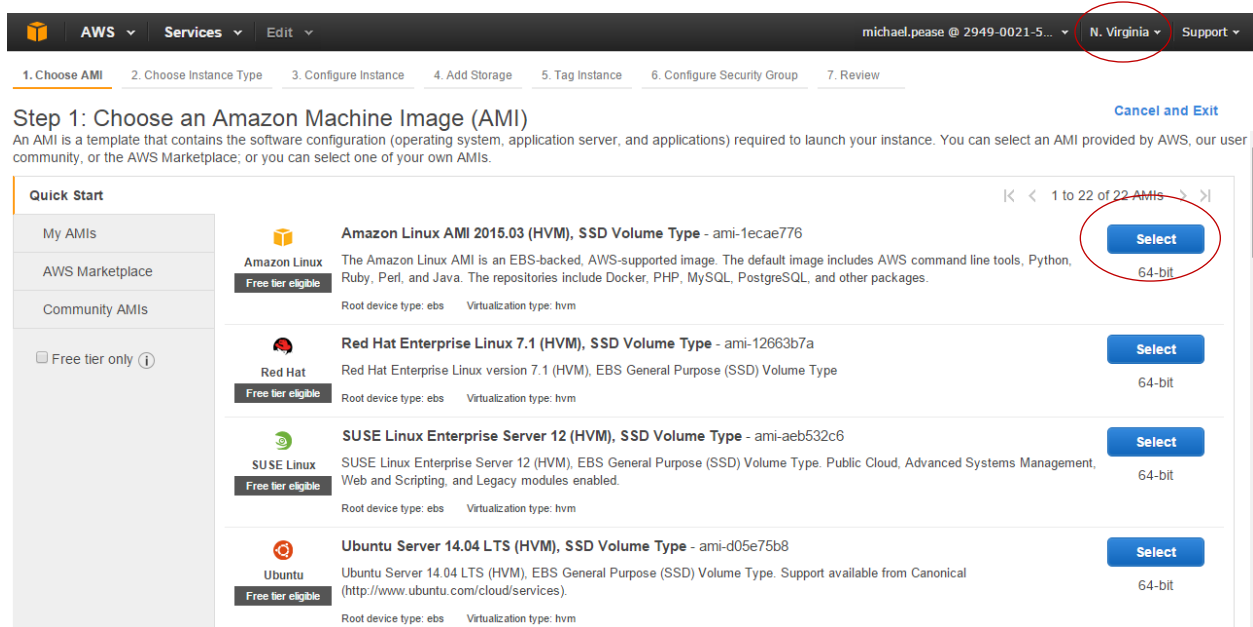 AWS Services Edit michael.pease @ 2949-0021-5... N. Virginia Support
1. Choose AMI 2. Choose Instance Type 3. Configure Instance 4. Add Storage 5. Tag Instance 6. Configure Security Group 7. Review
Step 1: Choose an Amazon Machine Image (AMI)
Cancel and Exit
An AMI is a template that contains the software configuration (operating system, application server, and applications) required to launch your instance. You can select an AMI provided by AWS, our user
community, or the AWS Marketplace; or you can select one of your own AMIs.
Quick Start
My AMIs
AWS Marketplace
Community AMIs
Free tier only
1 to 22 of 22 AMIs
Amazon Linux
Free tier eligible
Amazon Linux AMI 2015.03 (HVM), SSD Volume Type - ami-1ecae776
The Amazon Linux AMI is an EBS-backed, AWS-supported image. The default image includes AWS command line tools, Python,
Ruby, Perl, and Java. The repositories include Docker, PHP, MySQL, PostgreSQL, and other packages.
Root device type: ebs Virtualization type: hvm
Select
64-bit
Red Hat
Free tier eligible
Red Hat Enterprise Linux 7.1 (HVM), SSD Volume Type - ami-12663b7a
Red Hat Enterprise Linux version 7.1 (HVM), EBS General Purpose (SSD) Volume Type
Root device type: ebs Virtualization type: hvm
Select
64-bit
SUSE Linux
Free tier eligible
SUSE Linux Enterprise Server 12 (HVM), SSD Volume Type - ami-aeb532c6
SUSE Linux Enterprise Server 12 (HVM), EBS General Purpose (SSD) Volume Type. Public Cloud, Advanced Systems Management,
Web and Scripting, and Legacy modules enabled.
Root device type: ebs Virtualization type: hvm
Select
64-bit
Ubuntu
Free tier eligible
Ubuntu Server 14.04 LTS (HVM), SSD Volume Type - ami-d05e75b8
Ubuntu Server 14.04 LTS (HVM), EBS General Purpose (SSD) Volume Type. Support available from Canonical
(http://www.ubuntu.com/cloud/services).
Root device type: ebs Virtualization type: hvm
Select
64-bit